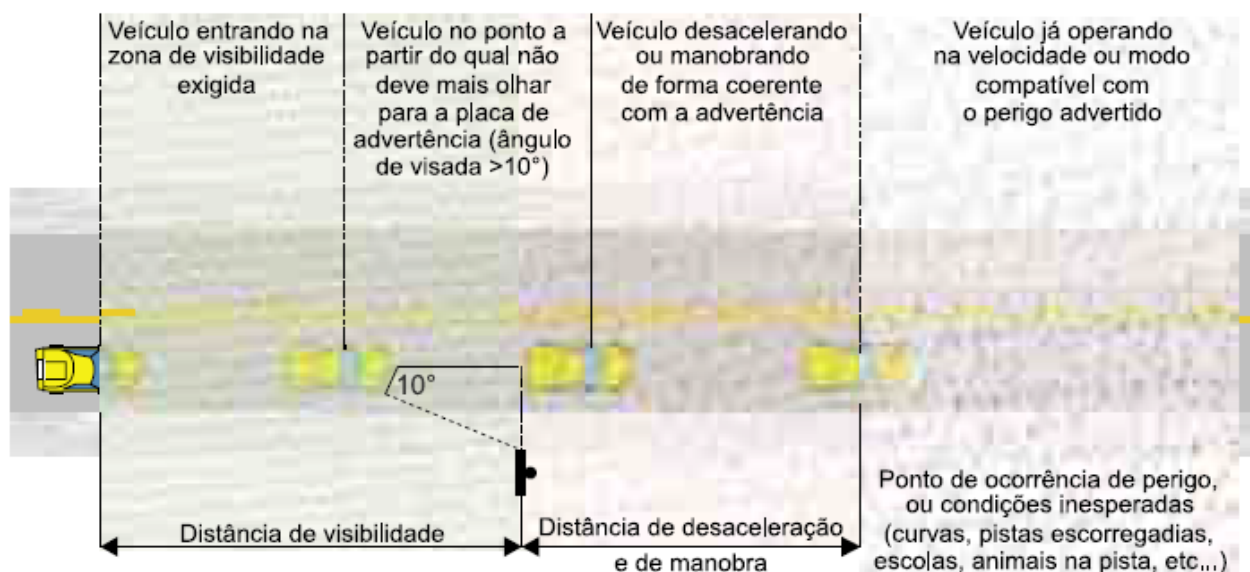 Veículo entrando na
zona de visibilidade
exigida
Veículo no ponto a
partir do qual não
deve mais olhar
para a placa de
advertência (ângulo
de visada >10°)
Veículo desacelerando
ou manobrando
de forma coerente
com a advertência
Veículo já operando
na velocidade ou modo
compatível com
o perigo advertido
10°
Distância de visibilidade
Distância de desaceleração
e de manobra
Ponto de ocorrência de perigo,
ou condições inesperadas
(curvas, pistas escorregadias,
escolas, animais na pista, etc...)